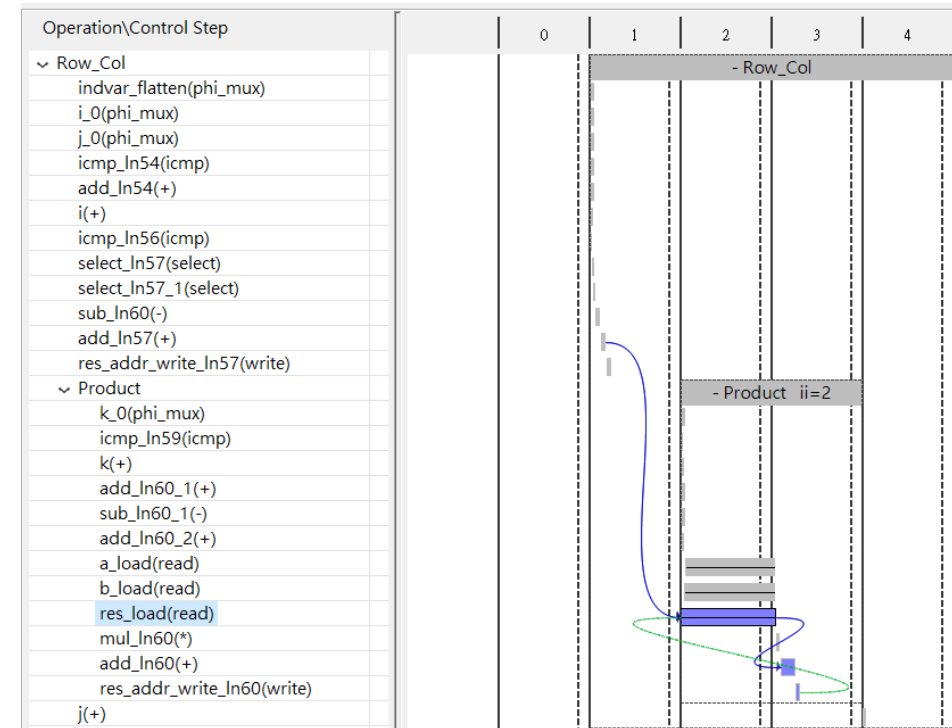 Operation\Control Step 0 1 2 3 4
Row_Col - Row_Col
indvar_flatten(phi_mux)
i_0(phi_mux)
j_0(phi_mux)
icmp_ln54(icmp)
add_ln54(+)
i(+)
icmp_ln56(icmp)
select_ln57(select)
select_ln57_1(select)
sub_ln60(-)
add_ln57(+)
res_addr_write_ln57(write)
Product - Product ii=2
k_0(phi_mux)
icmp_ln59(icmp)
k(+)
add_ln60_1(+)
sub_ln60_1(-)
add_ln60_2(+)
a_load(read)
b_load(read)
res_load(read)
mul_ln60(*)
add_ln60(+)
res_addr_write_ln60(write)
j(+)